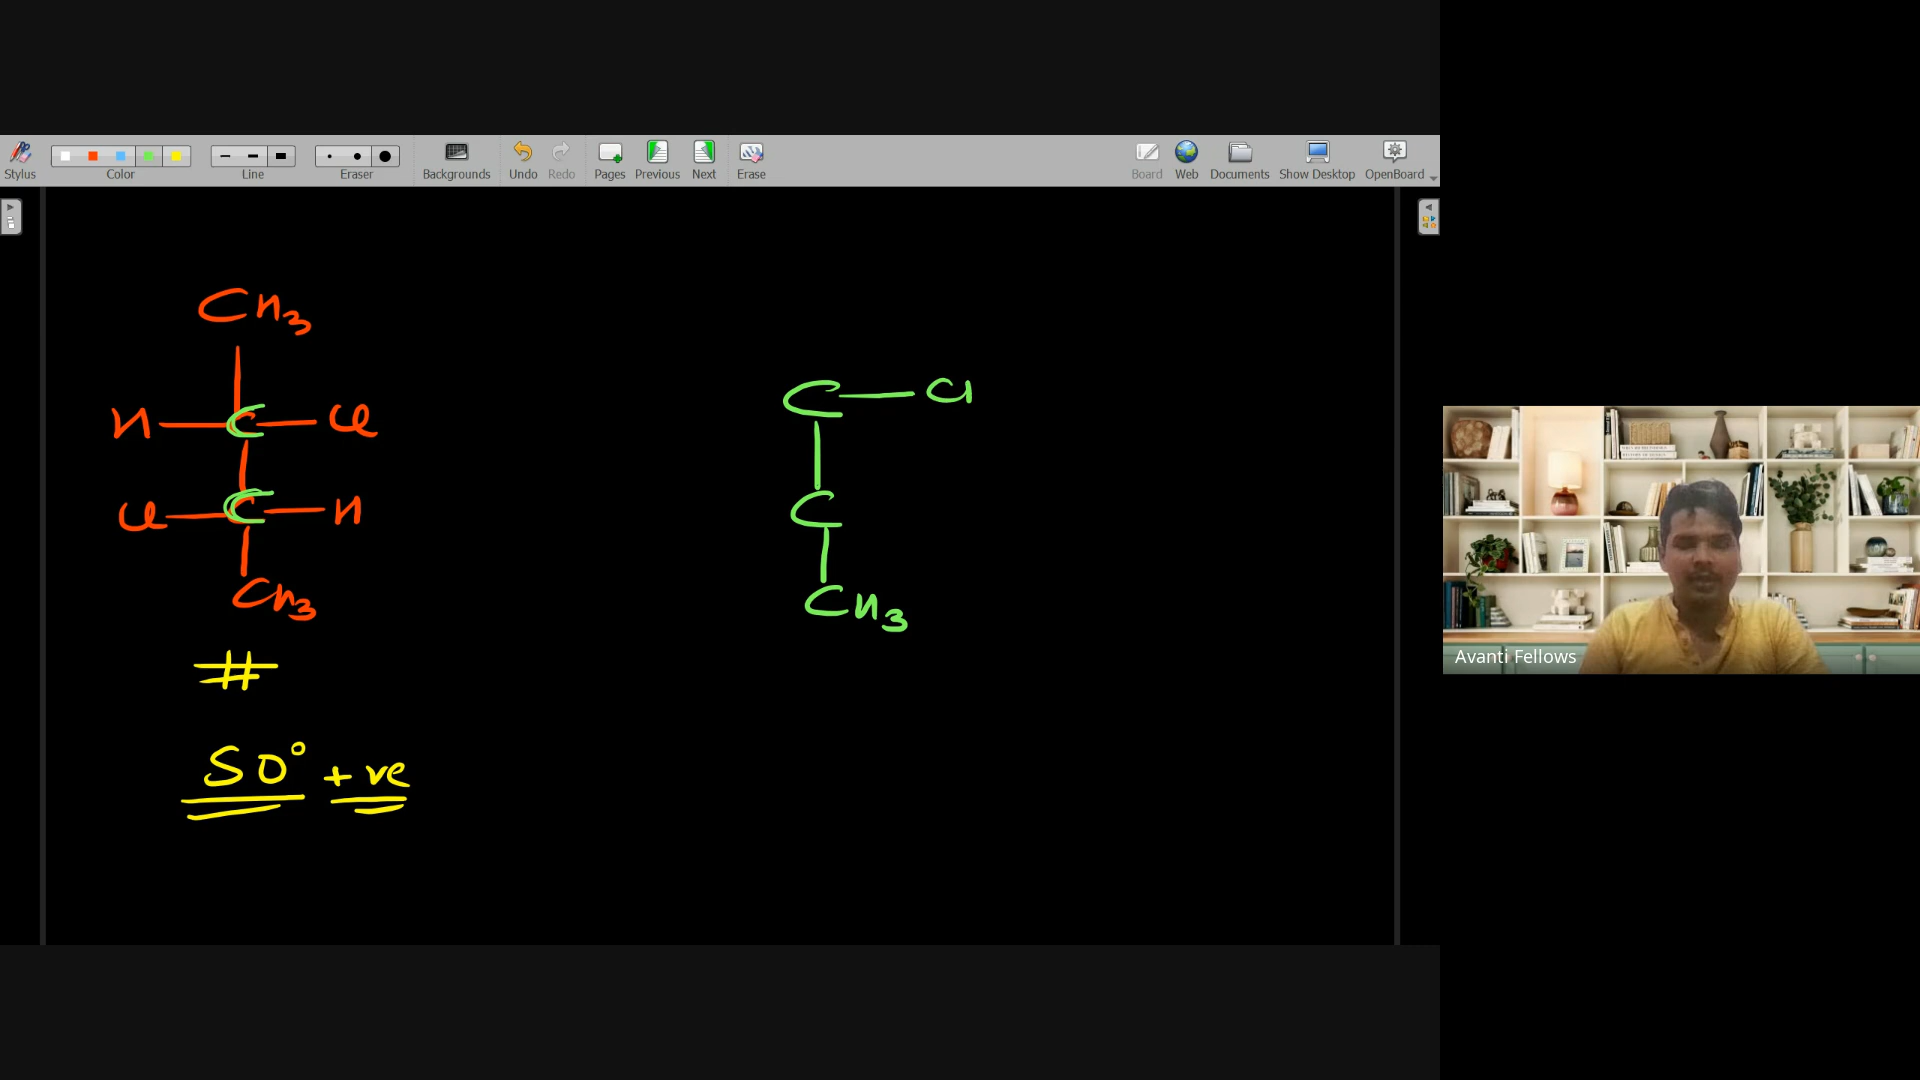 Stylus Color Line Eraser Backgrounds Undo Redo Pages Previous Next Erase Board Web Documents Show Desktop OpenBoard
CH3
H C Cl
Cl C H
CH3
50° +ve
C Cl
C
CH3
Avanti Fellows